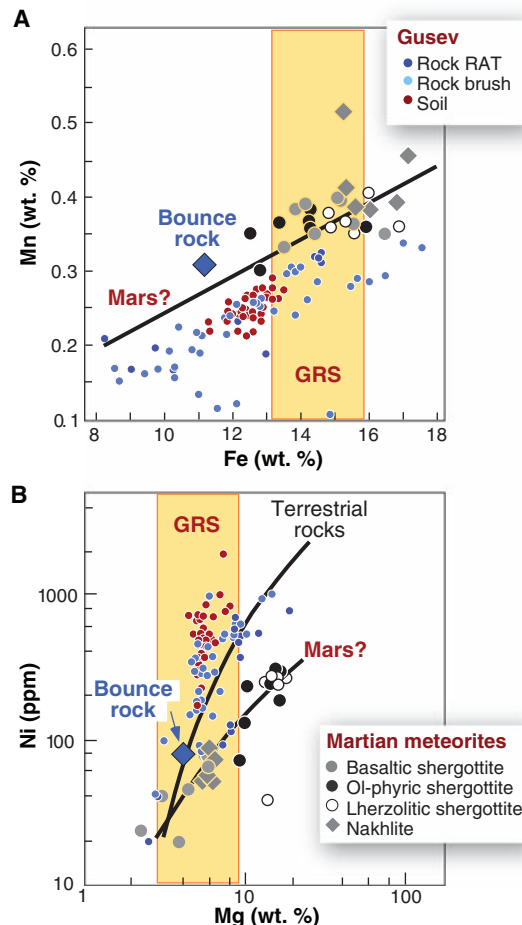 A
0.6
0.5
0.4
0.3
0.2
0.1
Mn (wt. %)
Gusev
Rock RAT
Rock brush
Soil
Bounce
rock
Mars?
GRS
8
10
12
14
16
18
Fe (wt. %)
B
GRS
Terrestrial
rocks
1000
100
10
Ni (ppm)
Mars?
Bounce
rock
Martian meteorites
Basaltic shergottite
Ol-phyric shergottite
Lherzolitic shergottite
Nakhlite
1
10
100
Mg (wt. %)